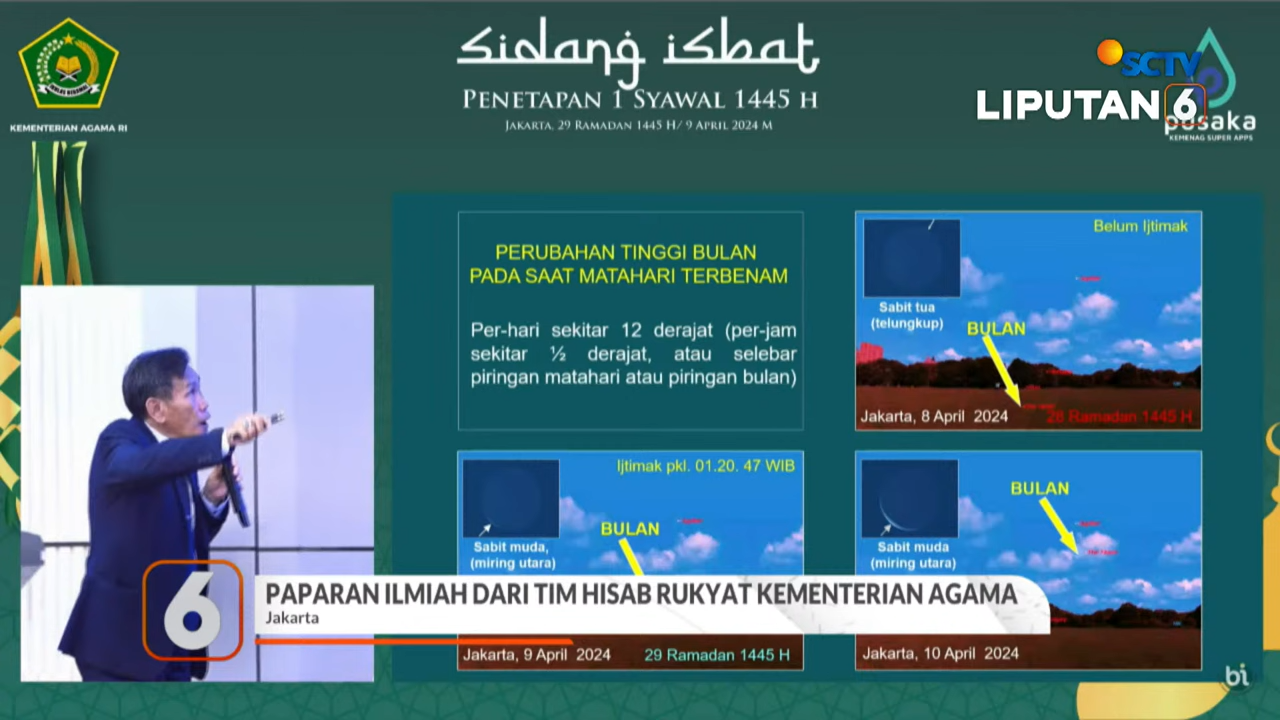 sidang isbat
PENETAPAN 1 SYAWAL 1445 H
JAKARTA, 29 RAMADAN 1445 H/ 9 APRIL 2024 M
KEMENTERIAN AGAMA RI
SCTV
LIPUTAN 6
pusaka
KEMENAG SUPER APPS
PERUBAHAN TINGGI BULAN
PADA SAAT MATAHARI TERBENAM
Per-hari sekitar 12 derajat (per-jam
sekitar ½ derajat, atau selebar
piringan matahari atau piringan bulan)
Belum Ijtimak
Sabit tua
(telungkup)
BULAN
Jakarta, 8 April 2024
28 Ramadan 1445 H
Ijtimak pkl. 01.20. 47 WIB
Sabit muda,
(miring utara)
BULAN
Jakarta, 9 April 2024
29 Ramadan 1445 H
BULAN
Sabit muda
(miring utara)
Jakarta, 10 April 2024
6
PAPARAN ILMIAH DARI TIM HISAB RUKYAT KEMENTERIAN AGAMA
Jakarta
bi